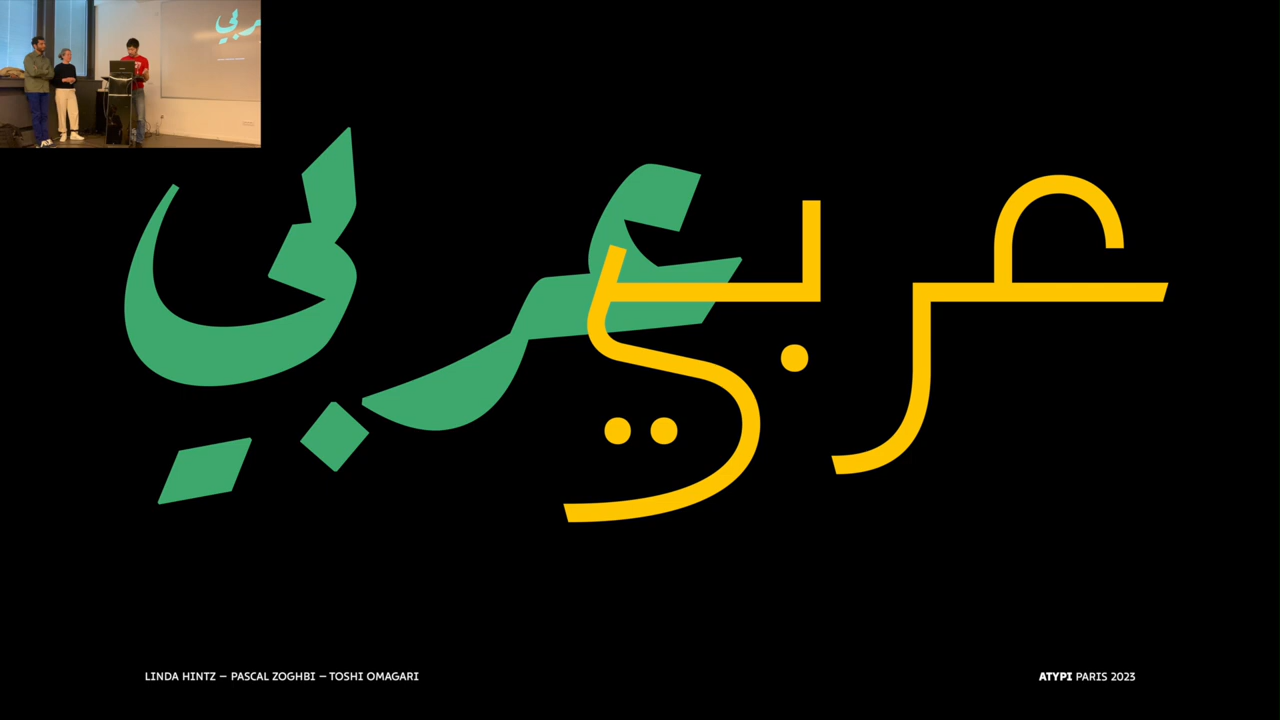 عربي
عربي
LINDA HINTZ – PASCAL ZOGHBI – TOSHI OMAGARI
ATYPI PARIS 2023